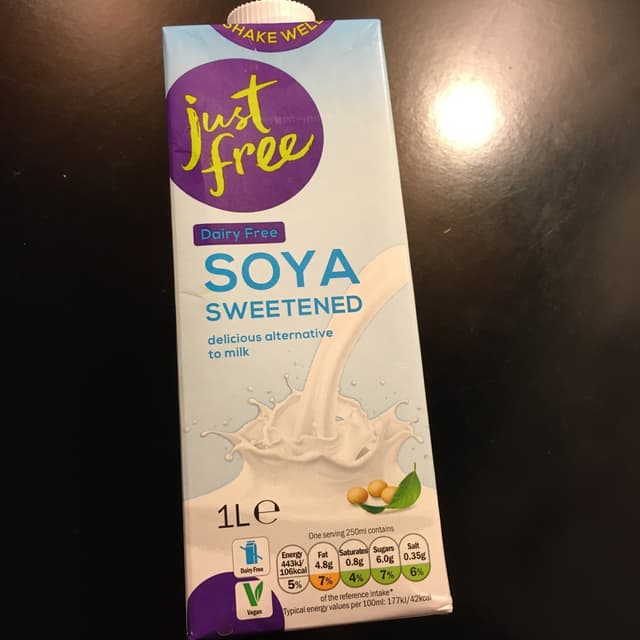 SHAKE WELL
just
free
Dairy Free
SOYA
SWEETENED
delicious alternative
to milk
1L e
One serving 250ml contains
Energy 443kJ/ 106kcal 5%
Fat 4.8g 7%
Saturates 0.8g 4%
Sugars 6.0g 7%
Salt 0.35g 6%
of the reference intake*
Typical energy values per 100ml: 177kJ/42kcal
Dairy Free
Vegan